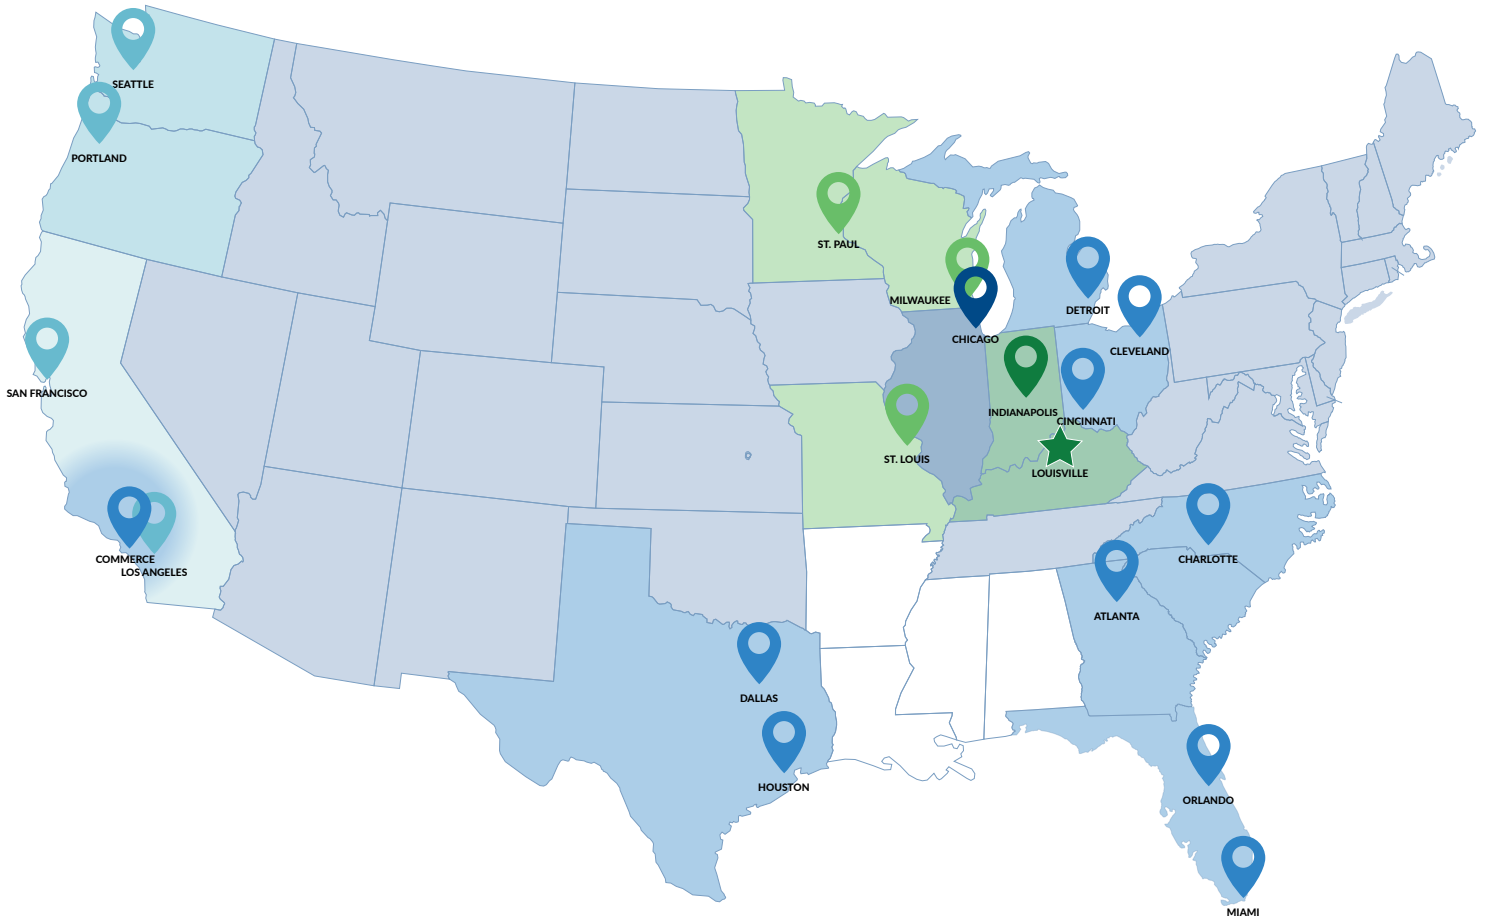 SEATTLE
PORTLAND
ST. PAUL
MILWAUKEE
DETROIT
CHICAGO
CLEVELAND
SAN FRANCISCO
INDIANAPOLIS
CINCINNATI
ST. LOUIS
LOUISVILLE
COMMERCE
LOS ANGELES
CHARLOTTE
ATLANTA
DALLAS
HOUSTON
ORLANDO
MIAMI